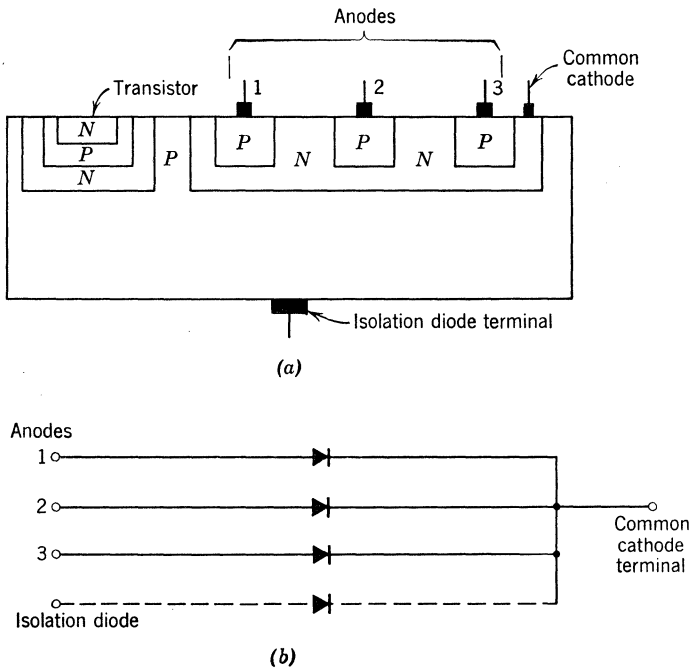 Anodes
Common
cathode
Transistor
1
2
3
N
P
N
P
P
N
P
N
P
Isolation diode terminal
(a)
Anodes
1
2
3
Common
cathode
terminal
Isolation diode
(b)